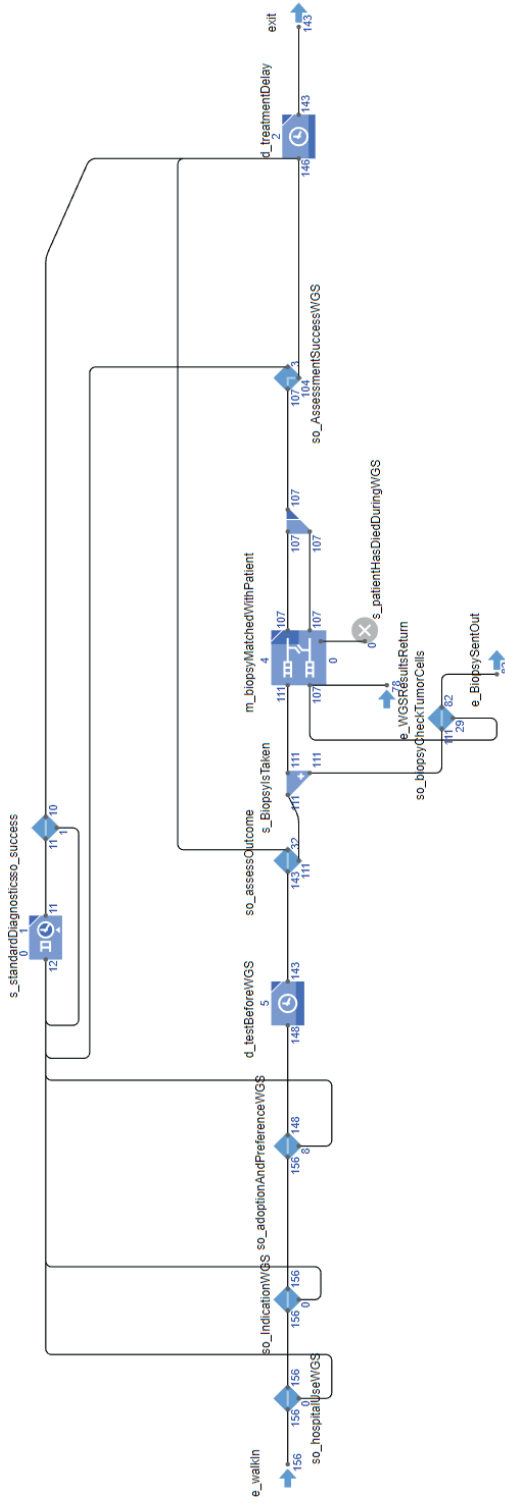 e_walkIn
156
so_hospitalUseWGS
156
156
0
so_IndicationWGS
156
156
0
so_adoptionAndPreferenceWGS
156
148
8
d_testBeforeWGS
5
148
143
so_assessOutcome
143
32
111
s_BiopsyIsTaken
111
111
111
so_biopsyCheckTumorCells
111
82
29
e_BiopsySentOut
e_WGSResultsReturn
78
m_biopsyMatchedWithPatient
4
111
107
107
107
0
s_patientHasDiedDuringWGS
0
107
107
107
so_AssessmentSuccessWGS
107
3
104
s_standardDiagnosticsso_success
0
1
12
11
11
10
1
d_treatmentDelay
2
146
143
exit
143